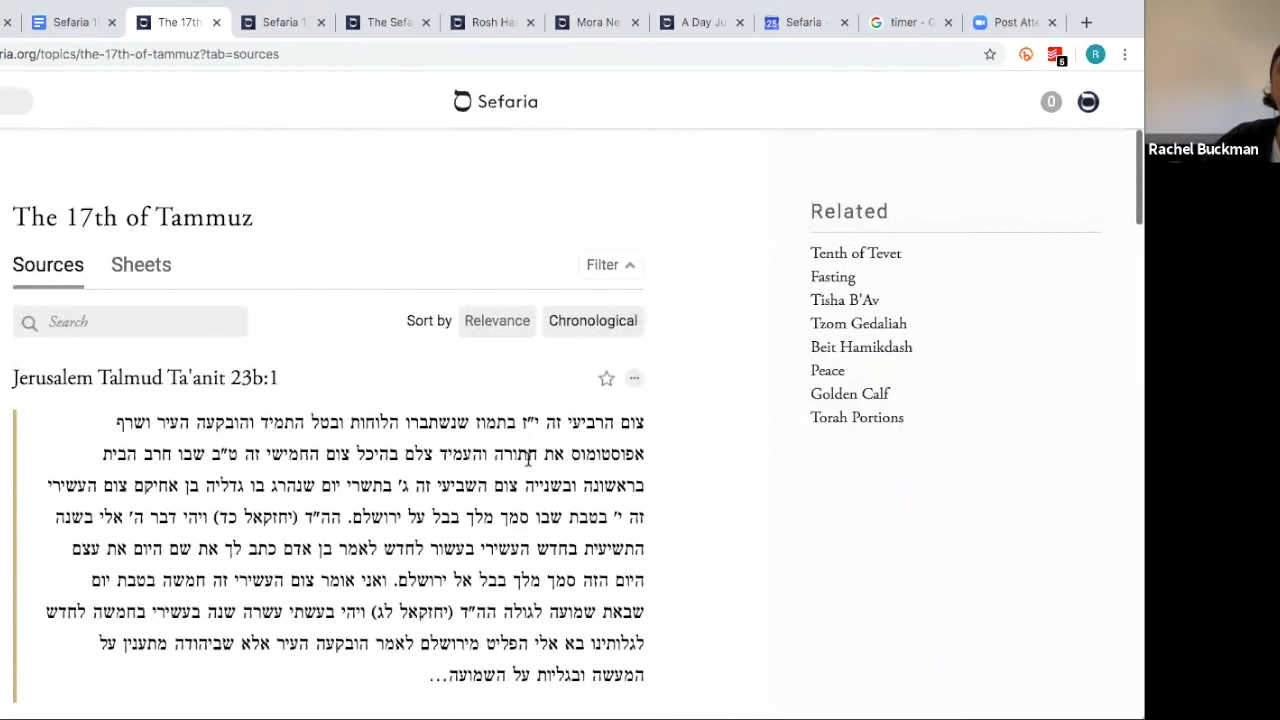 Sefaria 1
The 17th
Sefaria 1
The Sefa
Rosh Ha
Mora Ne
A Day Ju
Sefaria -
timer - G
Post Atte
ria.org/topics/the-17th-of-tammuz?tab=sources
5
R
Sefaria
0
Rachel Buckman
The 17th of Tammuz
Sources Sheets
Filter
Search
Sort by Relevance Chronological
Jerusalem Talmud Ta'anit 23b:1
צום הרביעי זה י״ז בתמוז שנשתברו הלוחות ובטל התמיד והובקעה העיר ושרף
אפוסטומוס את התורה והעמיד צלם בהיכל צום החמישי זה ט״ב שבו חרב הבית
בראשונה ובשנייה צום השביעי זה ג׳ בתשרי יום שנהרג בו גדליה בן אחיקם צום העשירי
זה י׳ בטבת שבו סמך מלך בבל על ירושלם. הה״ד (יחזקאל כד) ויהי דבר ה׳ אלי בשנה
התשיעית בחדש העשירי בעשור לחדש לאמר בן אדם כתב לך את שם היום את עצם
היום הזה סמך מלך בבל אל ירושלם. ואני אומר צום העשירי זה חמשה בטבת יום
שבאת שמועה לגולה הה״ד (יחזקאל לג) ויהי בעשתי עשרה שנה בעשירי בחמשה לחדש
לגלותינו בא אלי הפליט מירושלם לאמר הובקעה העיר אלא שביהודה מתענין על
המעשה ובגליות על השמועה...
Related
Tenth of Tevet
Fasting
Tisha B'Av
Tzom Gedaliah
Beit Hamikdash
Peace
Golden Calf
Torah Portions